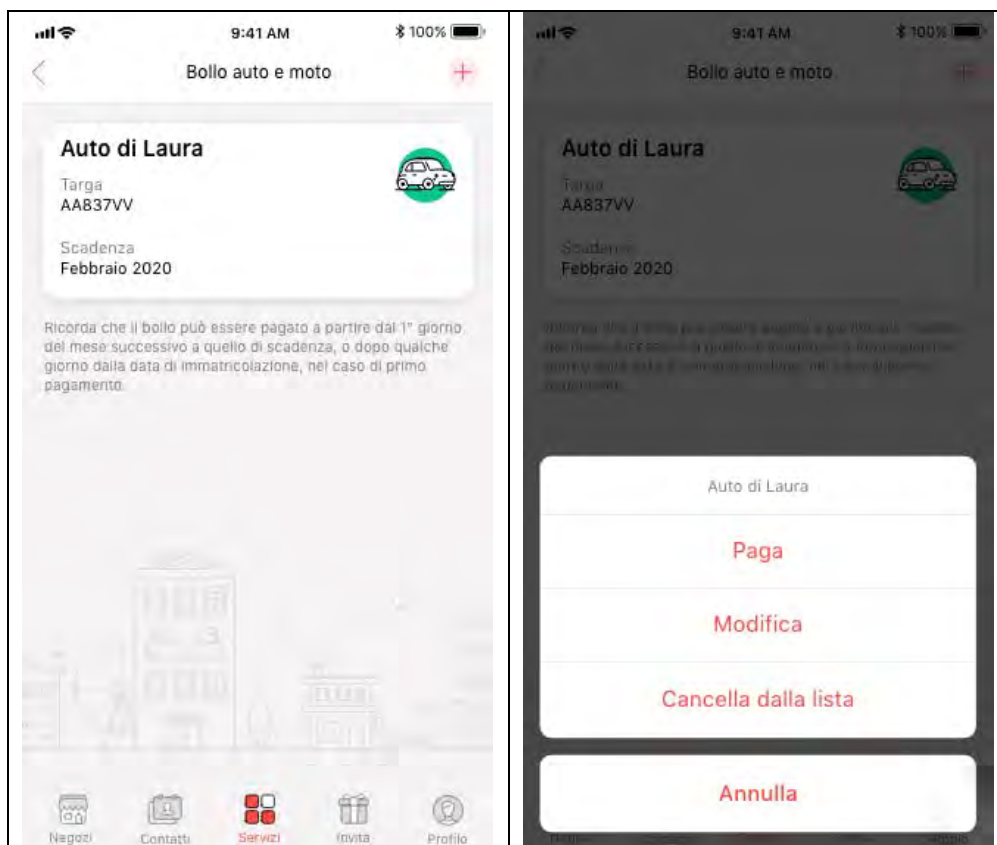 9:41 AM
100%
Bollo auto e moto
Auto di Laura
Targa
AA837VV
Scadenza
Febbraio 2020
Ricorda che il bollo può essere pagato a partire dal 1° giorno
del mese successivo a quello di scadenza, o dopo qualche
giorno dalla data di immatricolazione, nel caso di primo
pagamento.
Negozi
Contatti
Servizi
Invita
Profilo
9:41 AM
100%
Bollo auto e moto
Auto di Laura
Targa
AA837VV
Scadenza
Febbraio 2020
Auto di Laura
Paga
Modifica
Cancella dalla lista
Annulla